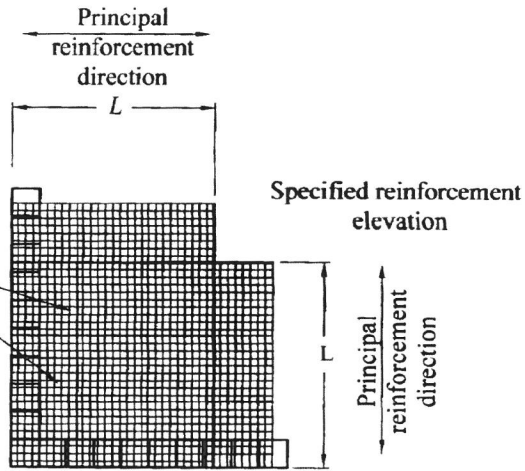 Principal
reinforcement
direction
L
Specified reinforcement
elevation
L
Principal
reinforcement
direction